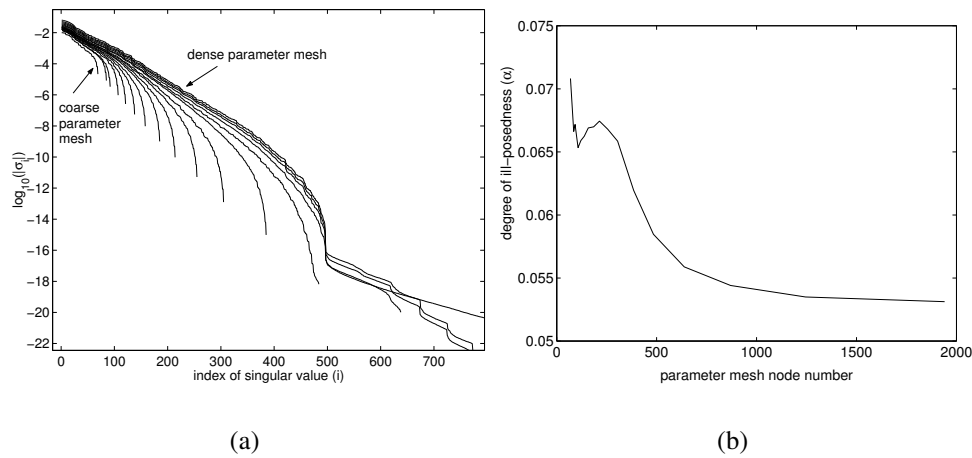 −2
−4
−6
−8
−10
−12
−14
−16
−18
−20
−22
log10(|σi|)
dense parameter mesh
coarse
parameter
mesh
0 100 200 300 400 500 600 700
index of singular value (i)
(a)
0.075
0.07
0.065
0.06
0.055
0.05
degree of ill−posedness (α)
0 500 1000 1500 2000
parameter mesh node number
(b)